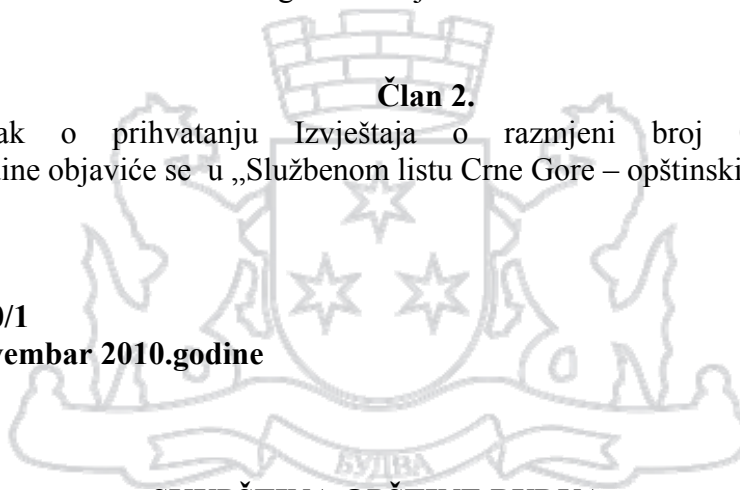 Član 2.
ak o prihvatanju Izvještaja o razmjeni broj
ine objaviće se u „Službenom listu Crne Gore – opštinski
0/1
vembar 2010.godine
БУДВА